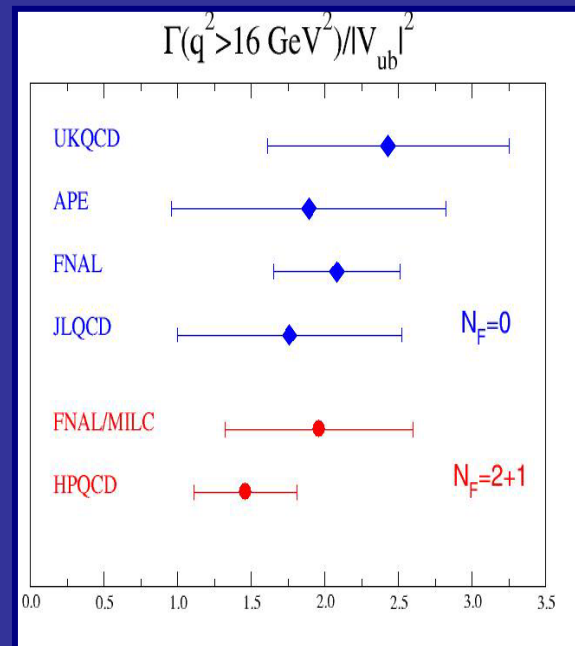 Γ(q²>16 GeV²)/|V_ub|²
UKQCD
APE
FNAL
JLQCD
N_F=0
FNAL/MILC
HPQCD
N_F=2+1
0.0 0.5 1.0 1.5 2.0 2.5 3.0 3.5